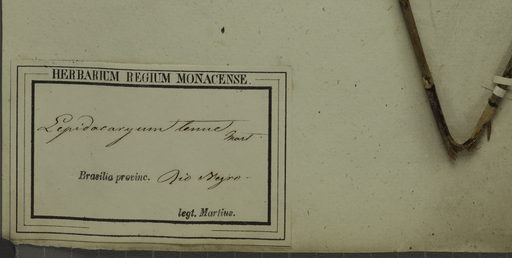 HERBARIUM REGIUM MONACENSE.
Lepidocaryum tenue
Mart.
Brasilia provinc. Rio Negro.
legt. Martius.